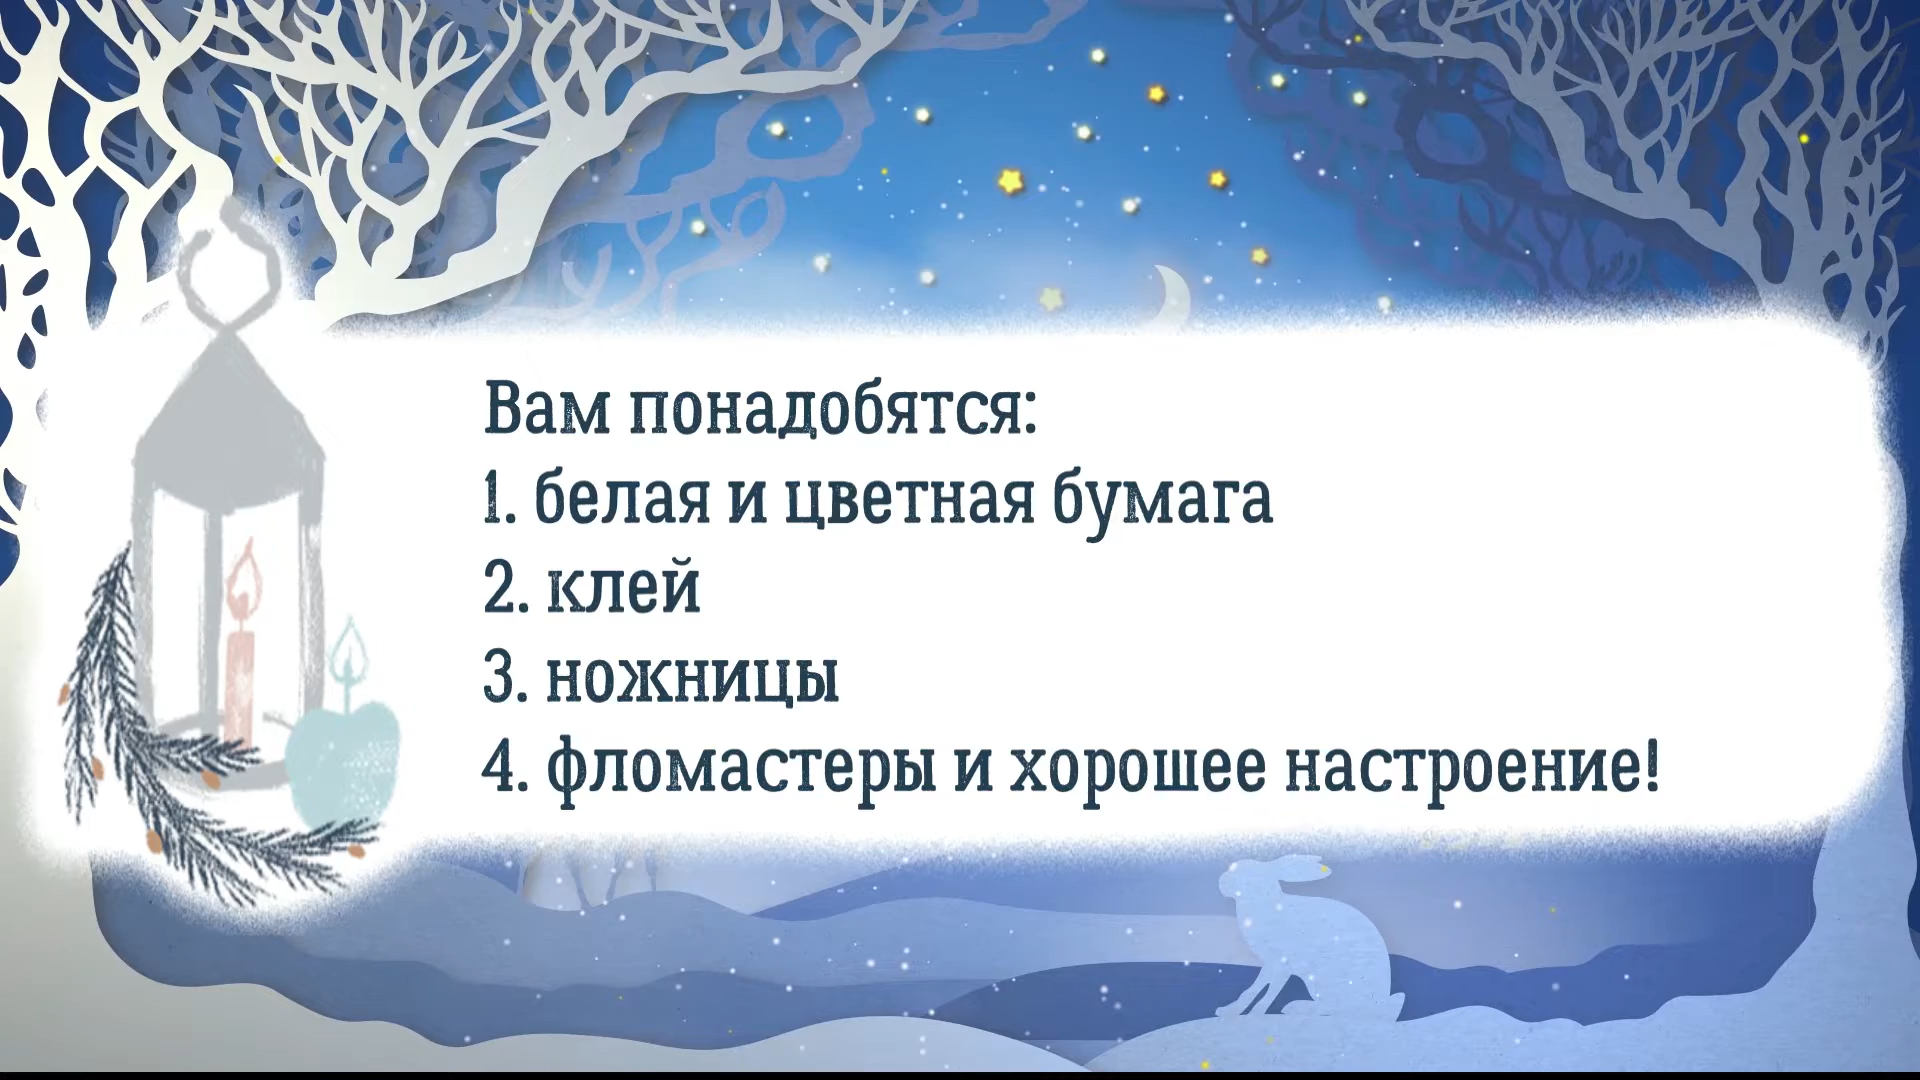 Вам понадобятся:
1. белая и цветная бумага
2. клей
3. ножницы
4. фломастеры и хорошее настроение!